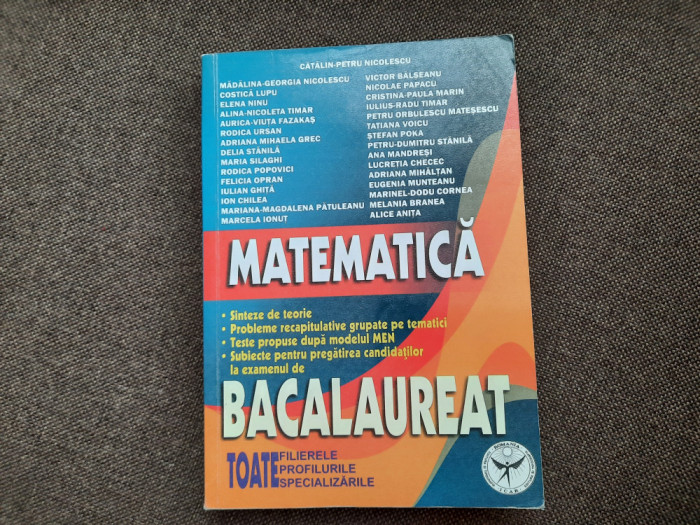 CĂTĂLIN-PETRU NICOLESCU
MĂDĂLINA-GEORGIA NICOLESCU
COSTICĂ LUPU
ELENA NINU
ALINA-NICOLETA TIMAR
AURICA-VIUTA FAZAKAȘ
RODICA URSAN
ADRIANA MIHAELA GREC
DELIA STĂNILĂ
MARIA SILAGHI
RODICA POPOVICI
FELICIA OPRAN
IULIAN GHIȚĂ
ION CHILEA
MARIANA-MAGDALENA PĂTULEANU
MARCELA IONUȚ
VICTOR BĂLSEANU
NICOLAE PAPACU
CRISTINA-PAULA MARIN
IULIUS-RADU TIMAR
PETRU ORBULESCU MATEȘESCU
TATIANA VOICU
ȘTEFAN POKA
PETRU-DUMITRU STĂNILĂ
ANA MANDREȘI
LUCRETIA CHECEC
ADRIANA MIHĂLȚAN
EUGENIA MUNTEANU
MARINEL-DODU CORNEA
MELANIA BRANEA
ALICE ANIȚA
MATEMATICĂ
• Sinteze de teorie
• Probleme recapitulative grupate pe tematici
• Teste propuse după modelul MEN
• Subiecte pentru pregătirea candidaților
la examenul de
BACALAUREAT
TOATE FILIERELE
PROFILURILE
SPECIALIZĂRILE
ROMANIA
I.C.A.R.